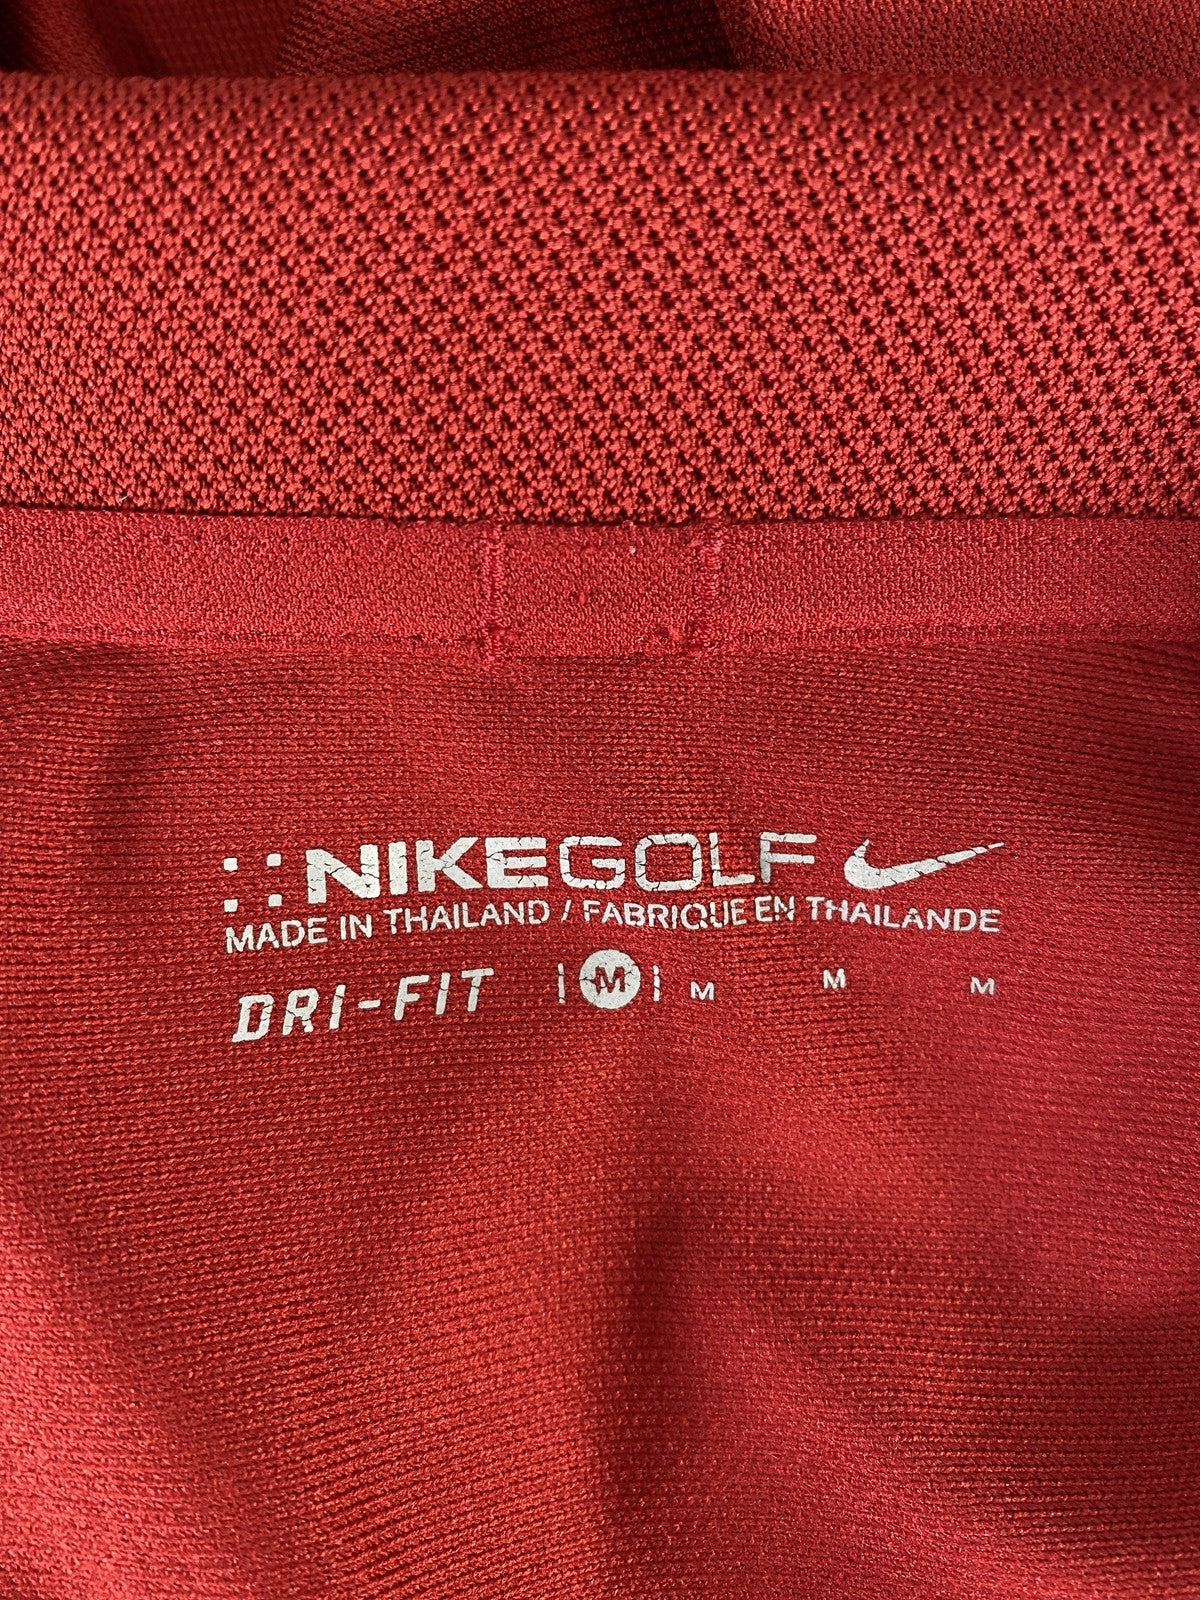 NIKEGOLF
MADE IN THAILAND / FABRIQUE EN THAILANDE
DRI-FIT M M M M